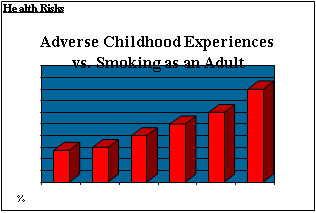 Health Risks
Adverse Childhood Experiences
vs. Smoking as an Adult
%